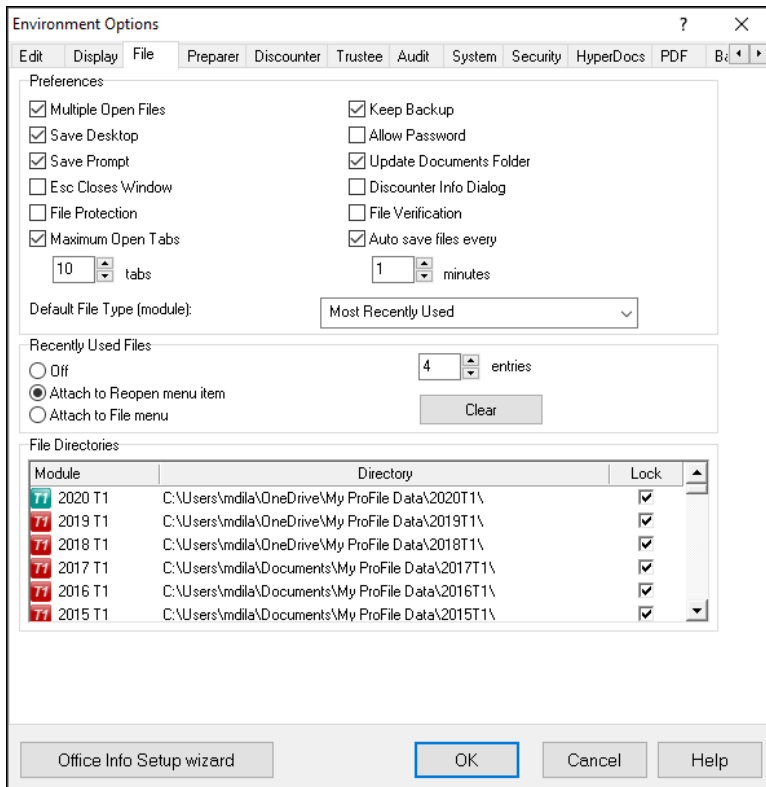 Environment Options ?
Edit Display File Preparer Discounter Trustee Audit System Security HyperDocs PDF
Preferences
Multiple Open Files Keep Backup
Save Desktop Allow Password
Save Prompt Update Documents Folder
Esc Closes Window Discounter Info Dialog
File Protection File Verification
Maximum Open Tabs Auto save files every
10 tabs 1 minutes
Default File Type (module): Most Recently Used
Recently Used Files
Off 4 entries
Attach to Reopen menu item
Attach to File menu Clear
File Directories
Module Directory Lock
T1 2020 T1 C:\Users\mdila\OneDrive\My ProFile Data\2020T1\
T1 2019 T1 C:\Users\mdila\OneDrive\My ProFile Data\2019T1\
T1 2018 T1 C:\Users\mdila\OneDrive\My ProFile Data\2018T1\
T1 2017 T1 C:\Users\mdila\Documents\My ProFile Data\2017T1\
T1 2016 T1 C:\Users\mdila\Documents\My ProFile Data\2016T1\
T1 2015 T1 C:\Users\mdila\Documents\My ProFile Data\2015T1\
Office Info Setup wizard OK Cancel Help